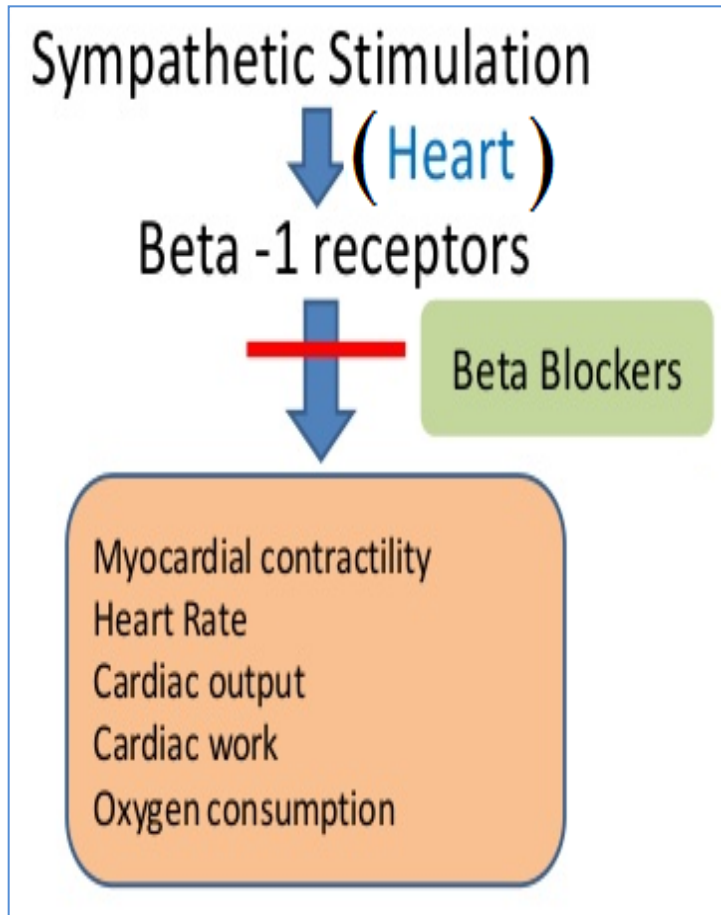 Sympathetic Stimulation
( Heart )
Beta -1 receptors
Beta Blockers
Myocardial contractility
Heart Rate
Cardiac output
Cardiac work
Oxygen consumption